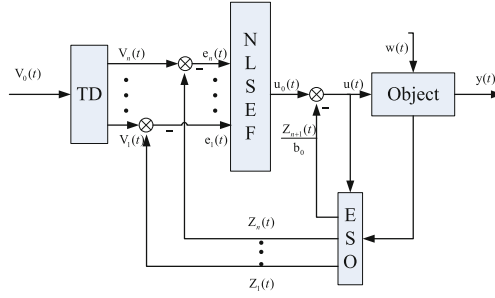 V₀(t)
TD
Vₙ(t)
V₁(t)
eₙ(t)
e₁(t)
N
L
S
E
F
u₀(t)
u(t)
w(t)
Object
y(t)
Zₙ₊₁(t)
b₀
E
S
O
Zₙ(t)
Z₁(t)